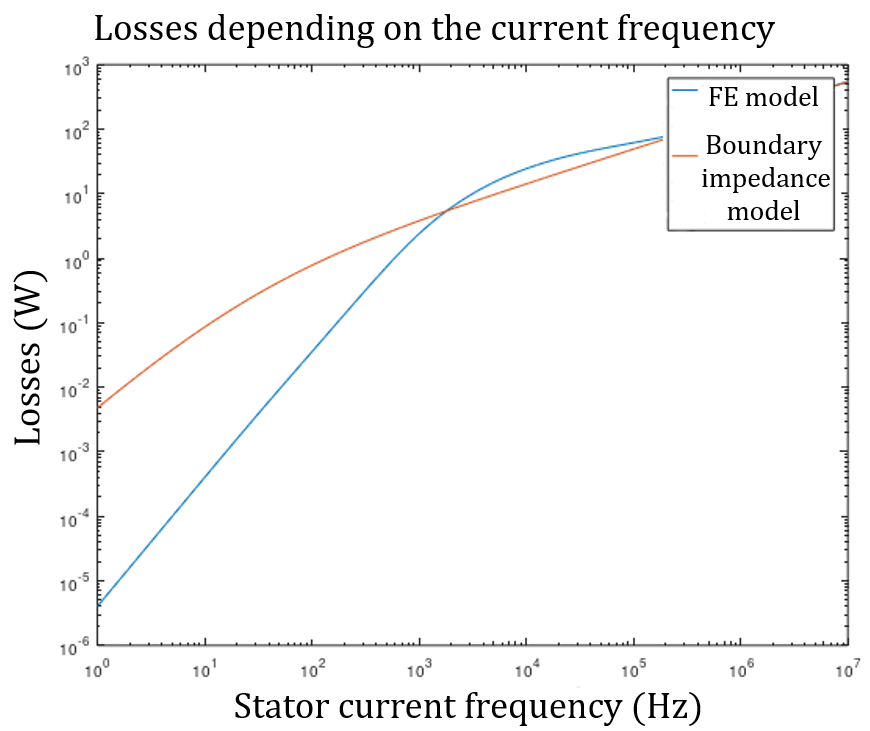 Losses depending on the current frequency
10^3
FE model
10^2
Boundary
impedance
model
10^1
10^0
10^-1
Losses (W)
10^-2
10^-3
10^-4
10^-5
10^-6
10^0 10^1 10^2 10^3 10^4 10^5 10^6 10^7
Stator current frequency (Hz)